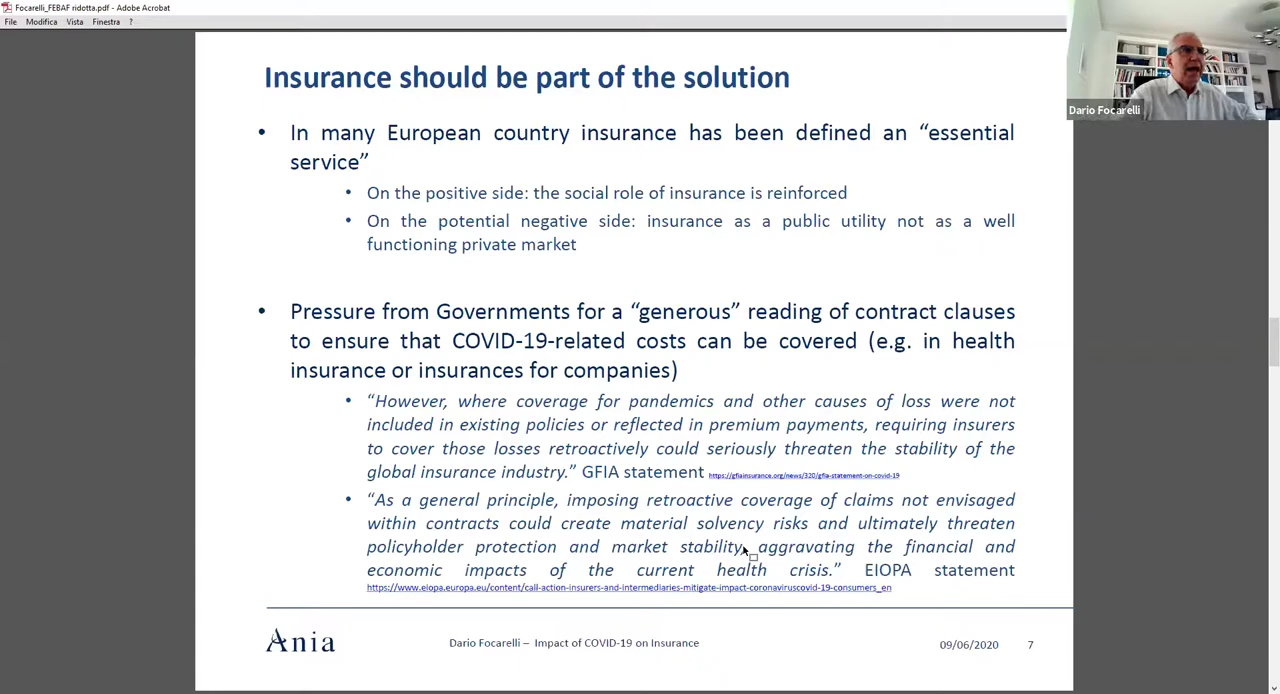 Focarelli_FEBAF ridotta.pdf - Adobe Acrobat
File Modifica Vista Finestra ?
Dario Focarelli
Insurance should be part of the solution
• In many European country insurance has been defined an “essential
service”
• On the positive side: the social role of insurance is reinforced
• On the potential negative side: insurance as a public utility not as a well
functioning private market
• Pressure from Governments for a “generous” reading of contract clauses
to ensure that COVID-19-related costs can be covered (e.g. in health
insurance or insurances for companies)
• “However, where coverage for pandemics and other causes of loss were not
included in existing policies or reflected in premium payments, requiring insurers
to cover those losses retroactively could seriously threaten the stability of the
global insurance industry.” GFIA statement https://gfiainsurance.org/news/320/gfia-statement-on-covid-19
• “As a general principle, imposing retroactive coverage of claims not envisaged
within contracts could create material solvency risks and ultimately threaten
policyholder protection and market stability, aggravating the financial and
economic impacts of the current health crisis.” EIOPA statement
https://www.eiopa.europa.eu/content/call-action-insurers-and-intermediaries-mitigate-impact-coronaviruscovid-19-consumers_en
Ania
Dario Focarelli – Impact of COVID-19 on Insurance
09/06/2020 7